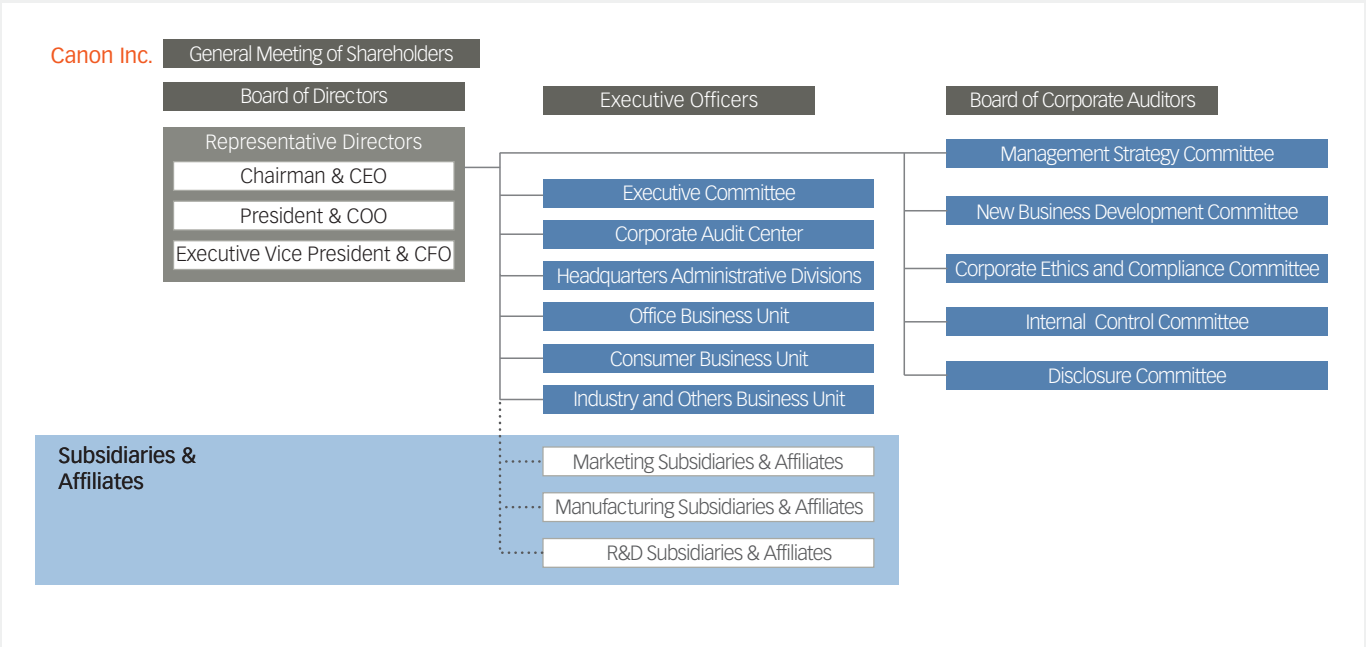 Canon Inc.
General Meeting of Shareholders
Board of Directors
Representative Directors
Chairman & CEO
President & COO
Executive Vice President & CFO
Executive Officers
Executive Committee
Corporate Audit Center
Headquarters Administrative Divisions
Office Business Unit
Consumer Business Unit
Industry and Others Business Unit
Board of Corporate Auditors
Management Strategy Committee
New Business Development Committee
Corporate Ethics and Compliance Committee
Internal Control Committee
Disclosure Committee
Subsidiaries &
Affiliates
Marketing Subsidiaries & Affiliates
Manufacturing Subsidiaries & Affiliates
R&D Subsidiaries & Affiliates